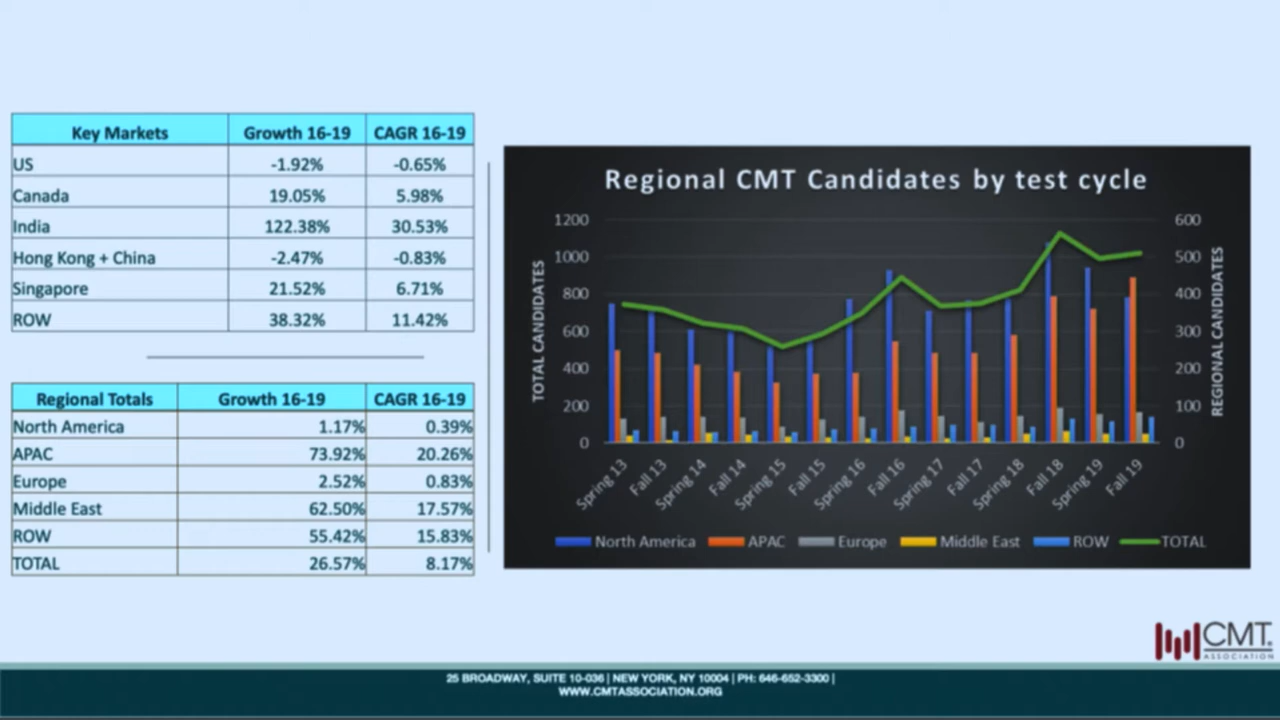 Key Markets Growth 16-19 CAGR 16-19
US -1.92% -0.65%
Canada 19.05% 5.98%
India 122.38% 30.53%
Hong Kong + China -2.47% -0.83%
Singapore 21.52% 6.71%
ROW 38.32% 11.42%
Regional Totals Growth 16-19 CAGR 16-19
North America 1.17% 0.39%
APAC 73.92% 20.26%
Europe 2.52% 0.83%
Middle East 62.50% 17.57%
ROW 55.42% 15.83%
TOTAL 26.57% 8.17%
Regional CMT Candidates by test cycle
TOTAL CANDIDATES
1200
1000
800
600
400
200
0
600
500
400
300
200
100
0
REGIONAL CANDIDATES
Spring 13
Fall 13
Spring 14
Fall 14
Spring 15
Fall 15
Spring 16
Fall 16
Spring 17
Fall 17
Spring 18
Fall 18
Spring 19
Fall 19
North America APAC Europe Middle East ROW TOTAL
CMT.
ASSOCIATION
25 BROADWAY, SUITE 10-036 | NEW YORK, NY 10004 | PH: 646-652-3300 |
WWW.CMTASSOCIATION.ORG